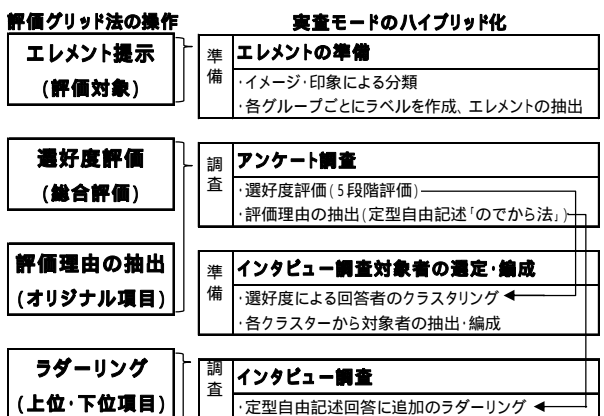 評価グリッド法の操作
実査モードのハイブリッド化
エレメント提示
(評価対象)
準備
エレメントの準備
・イメージ・印象による分類
・各グループごとにラベルを作成、エレメントの抽出
選好度評価
(総合評価)
調査
アンケート調査
・選好度評価(5段階評価)
・評価理由の抽出(定型自由記述「のでから法」)
評価理由の抽出
(オリジナル項目)
準備
インタビュー調査対象者の選定・編成
・選好度による回答者のクラスタリング
・各クラスターから対象者の抽出・編成
ラダーリング
(上位・下位項目)
調査
インタビュー調査
・定型自由記述回答に追加のラダーリング